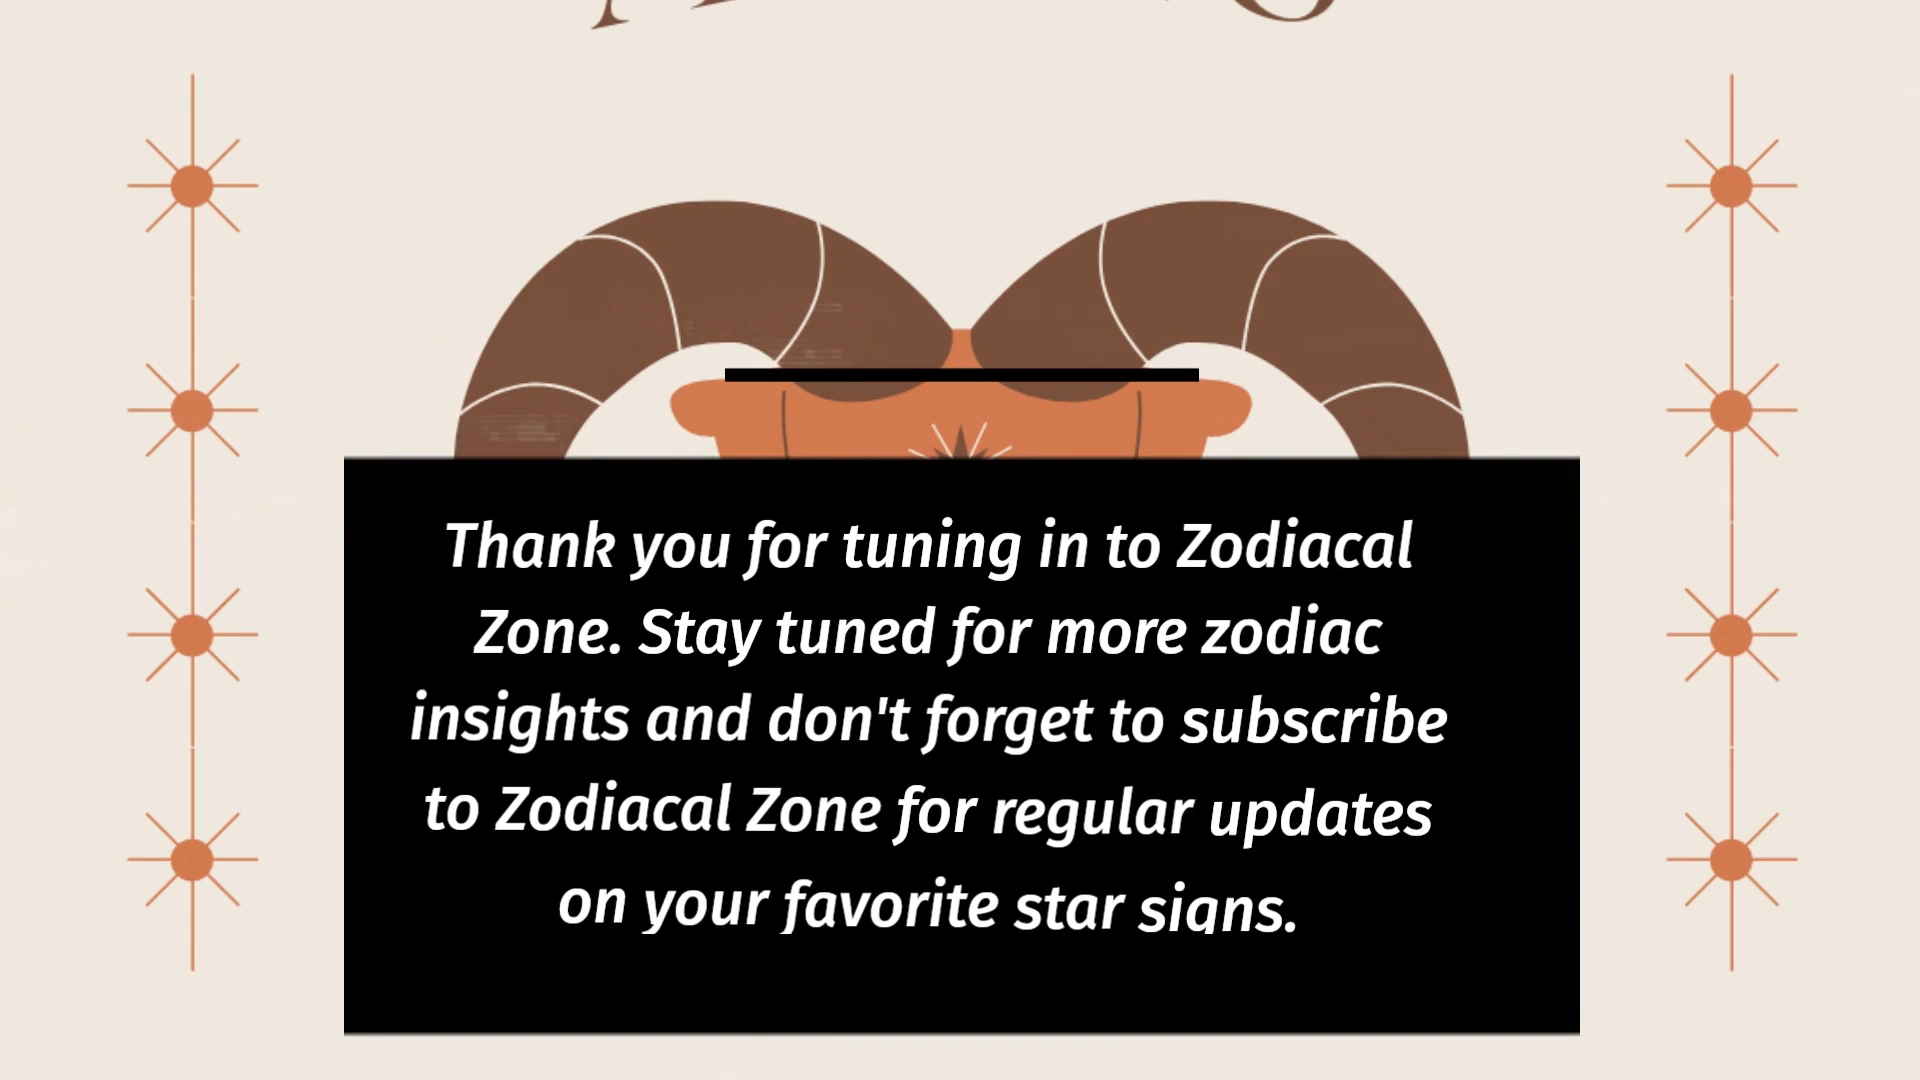 Thank you for tuning in to Zodiacal
Zone. Stay tuned for more zodiac
insights and don't forget to subscribe
to Zodiacal Zone for regular updates
on your favorite star signs.